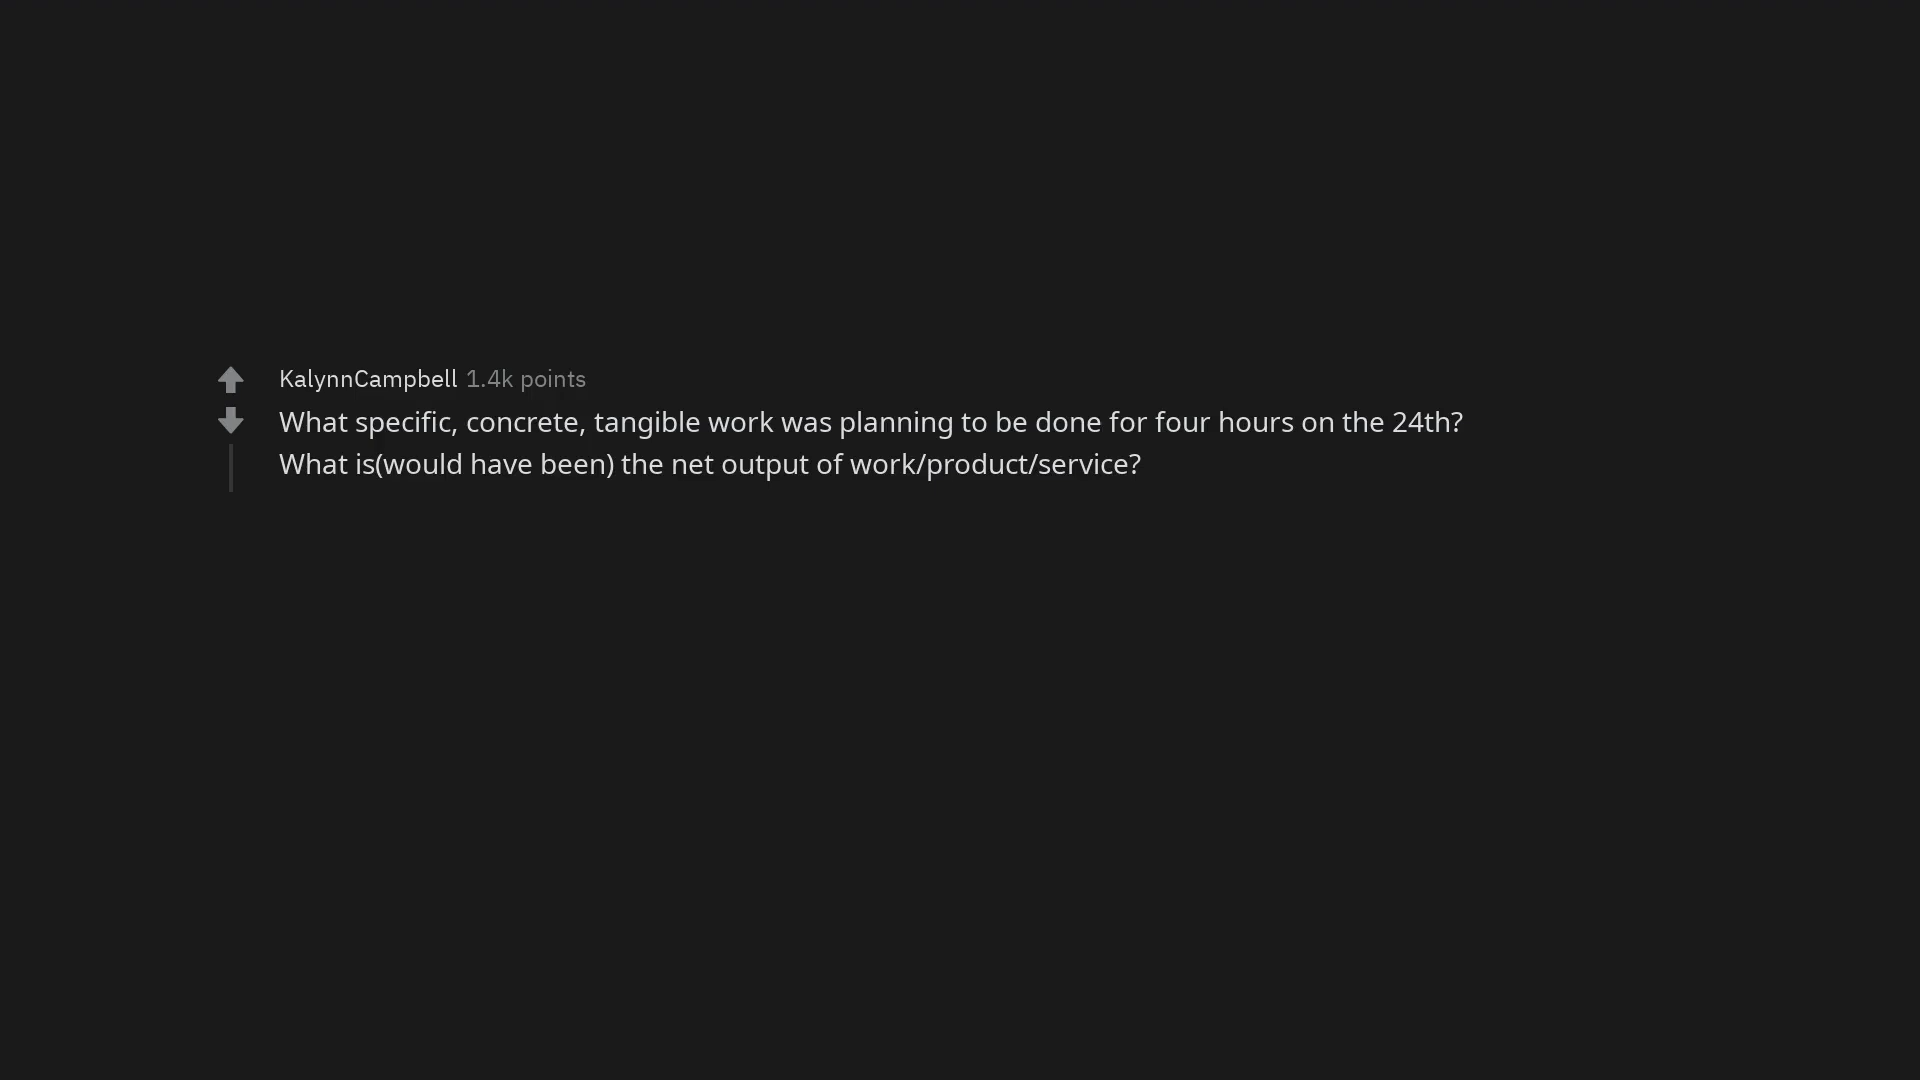 KalynnCampbell 1.4k points
What specific, concrete, tangible work was planning to be done for four hours on the 24th?
What is(would have been) the net output of work/product/service?